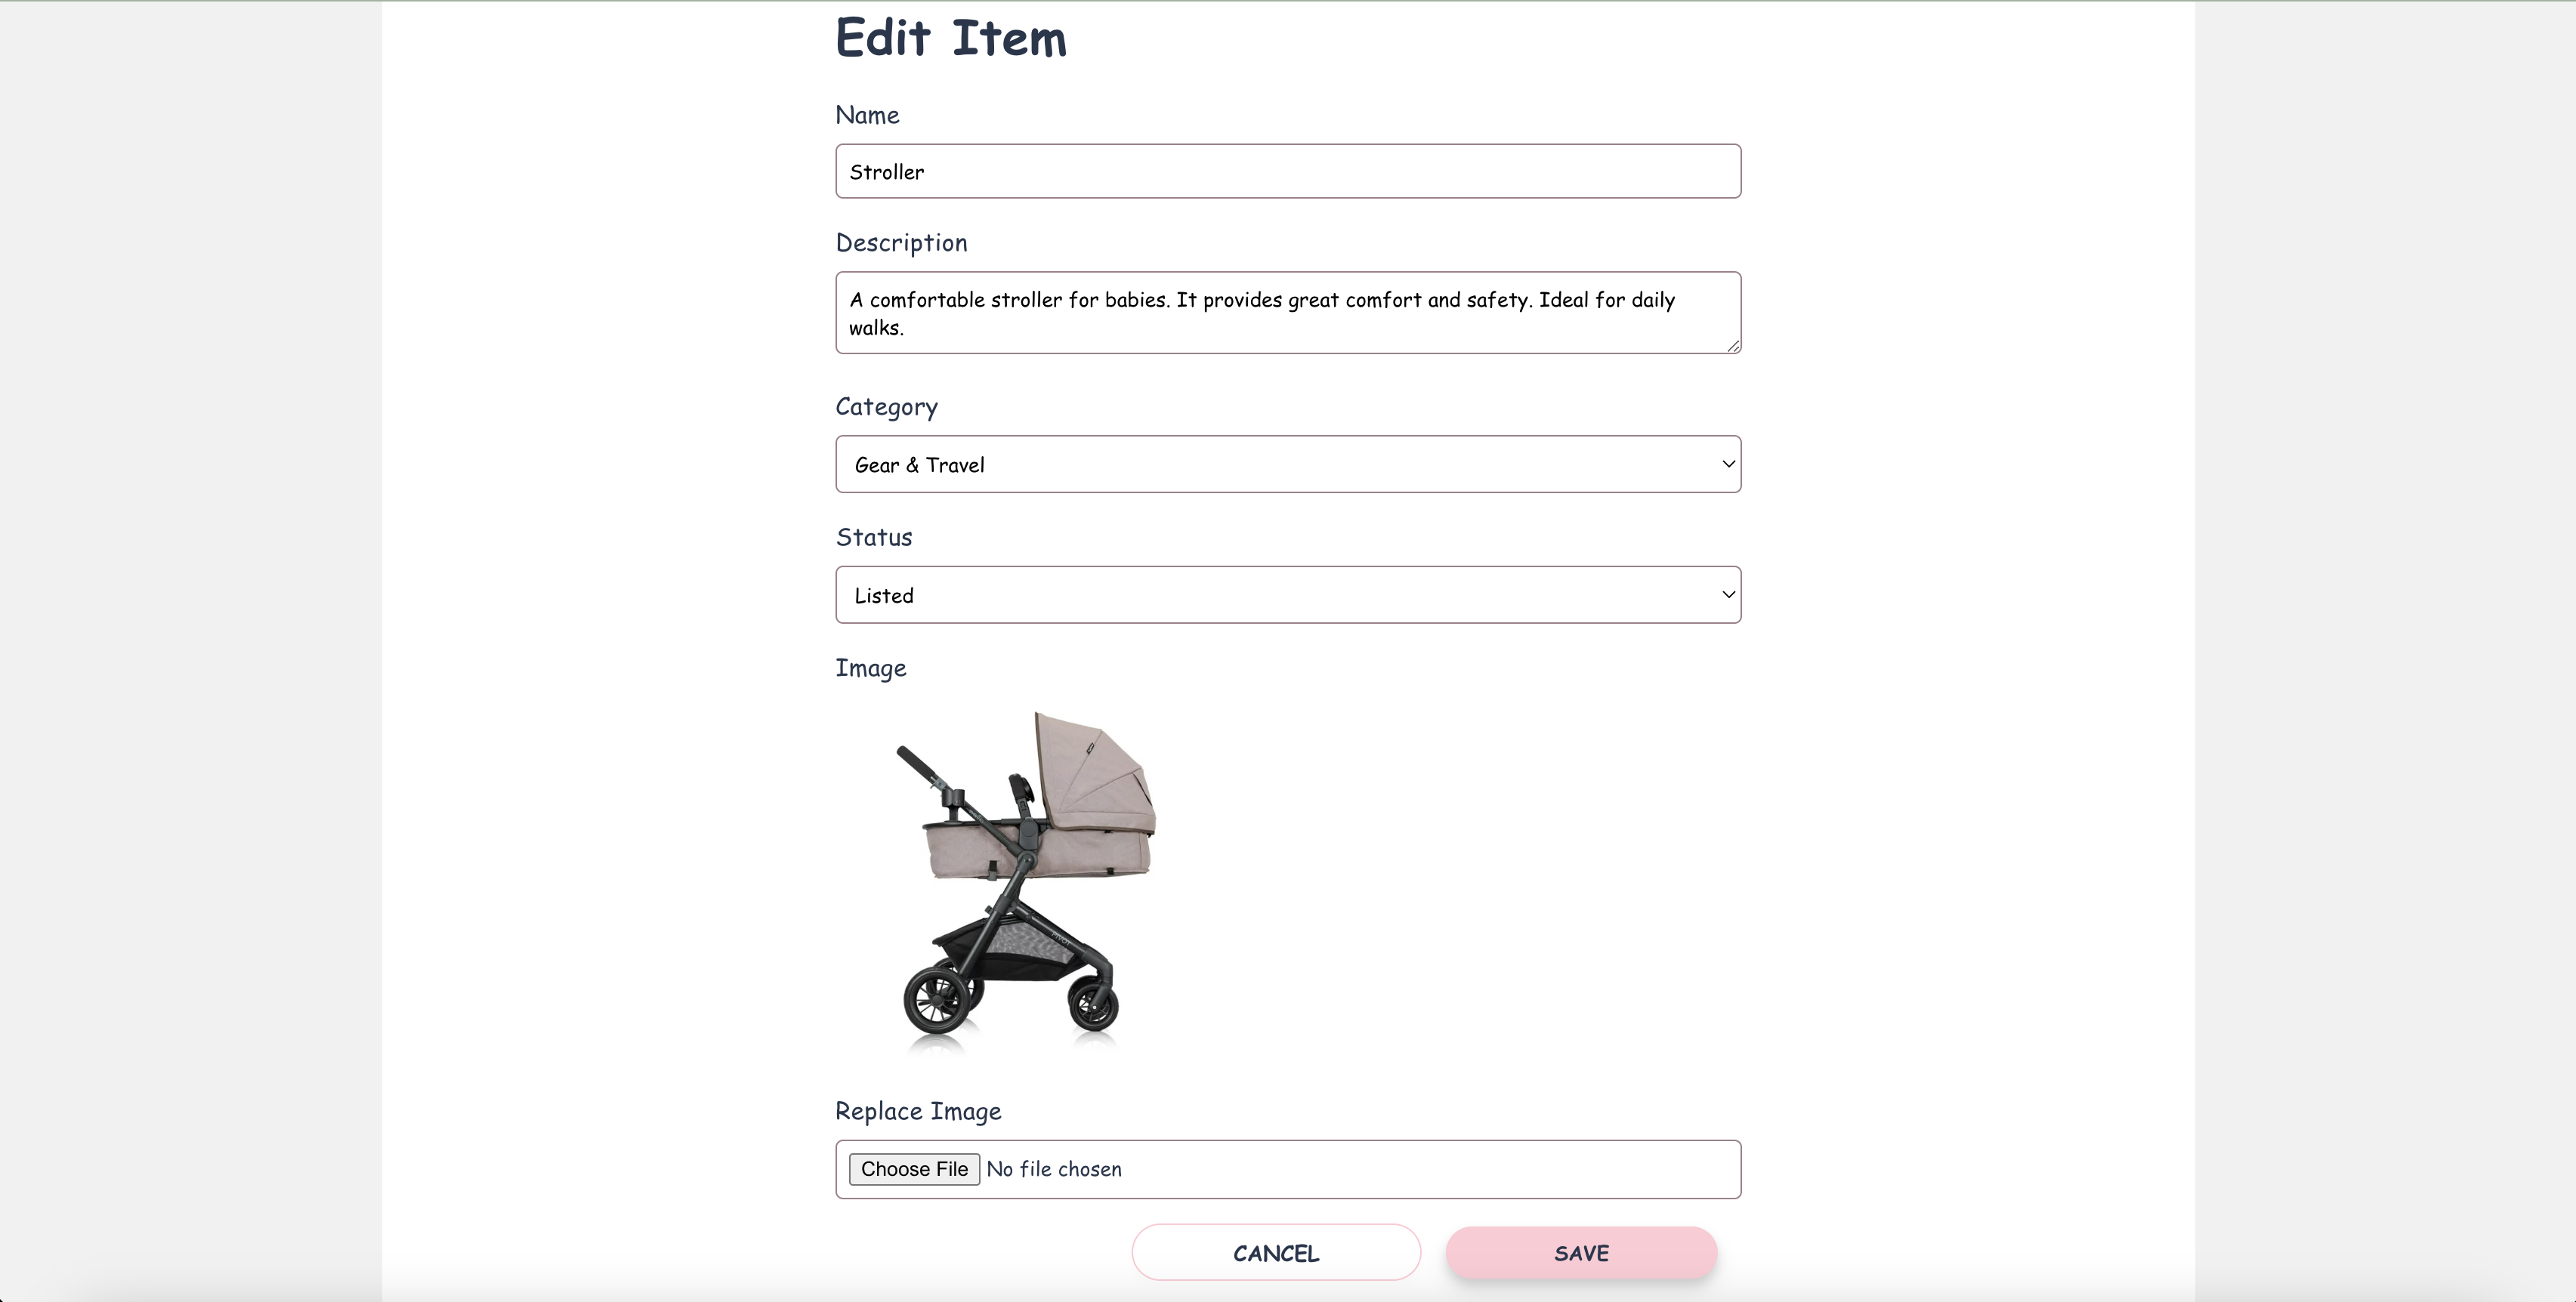 Edit Item
Name
Stroller
Description
A comfortable stroller for babies. It provides great comfort and safety. Ideal for daily
walks.
Category
Gear & Travel
Status
Listed
Image
PIVOT
Replace Image
Choose File No file chosen
CANCEL SAVE